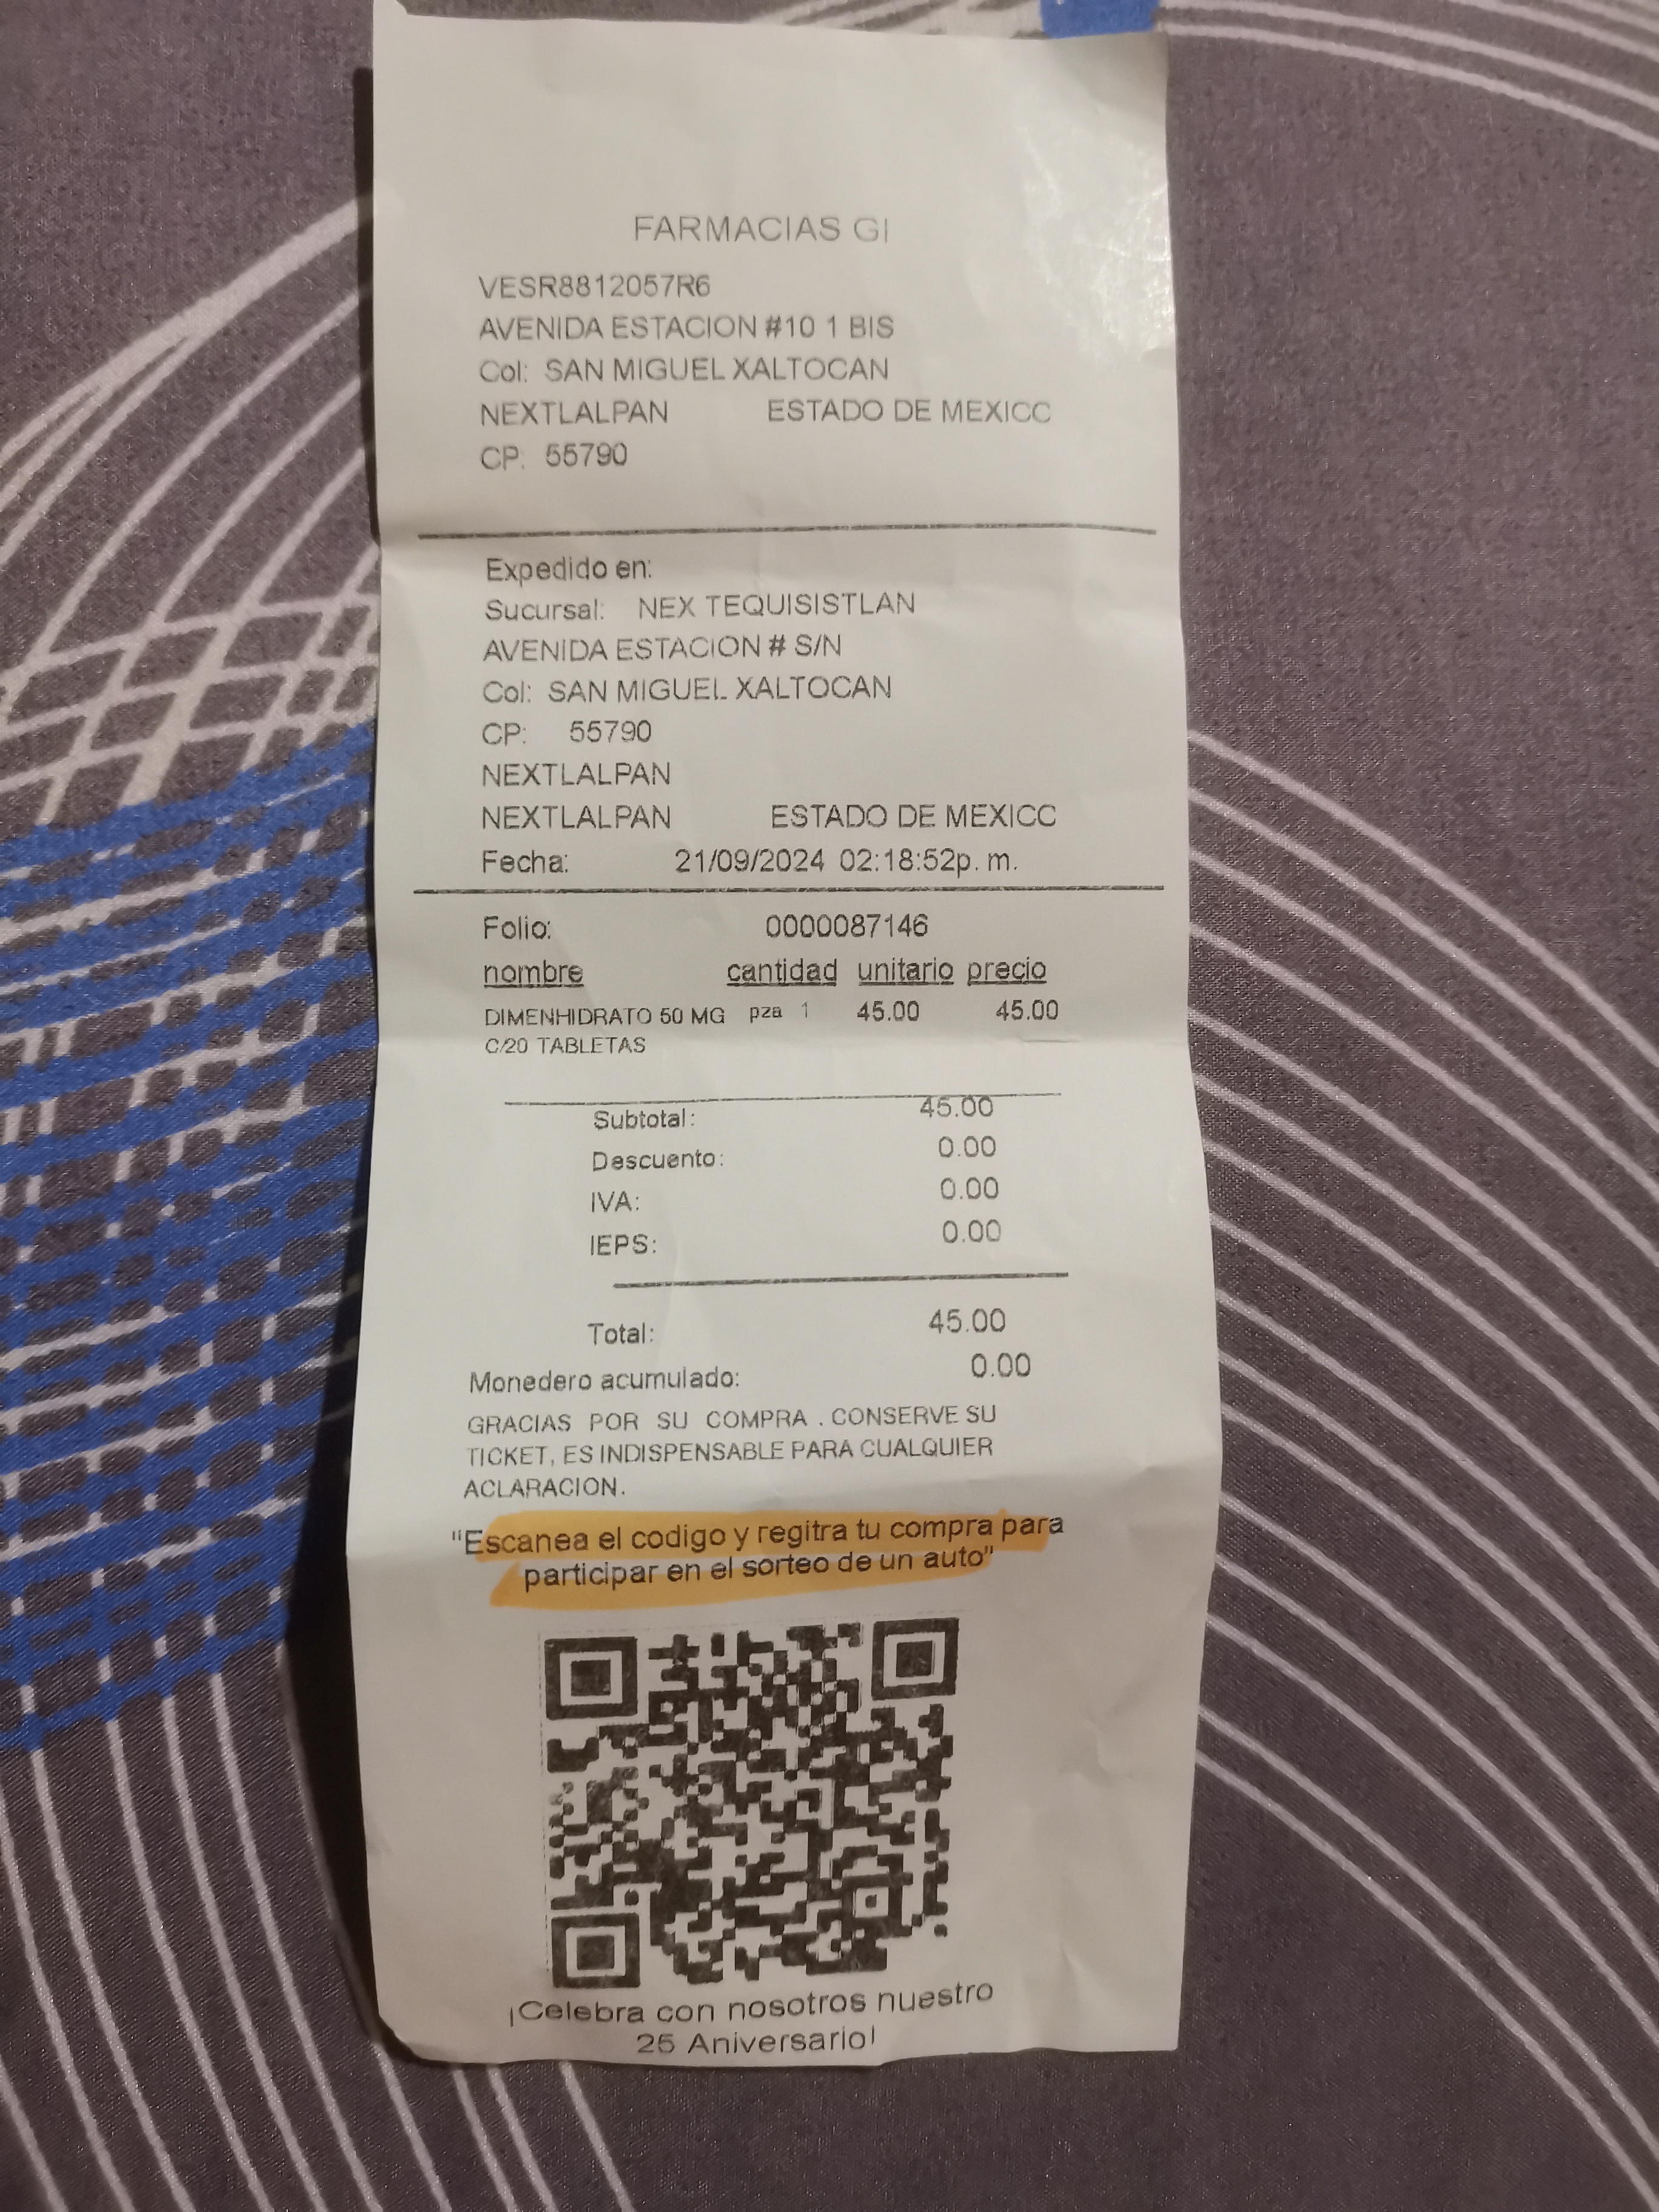 FARMACIAS GI
VESR8812057R6
AVENIDA ESTACION #10 1 BIS
Col: SAN MIGUEL XALTOCAN
NEXTLALPAN ESTADO DE MEXICO
CP. 55790
Expedido en:
Sucursal: NEX TEQUISISTLAN
AVENIDA ESTACION # S/N
Col: SAN MIGUEL XALTOCAN
CP: 55790
NEXTLALPAN
NEXTLALPAN ESTADO DE MEXICO
Fecha: 21/09/2024 02:18:52p. m.
Folio: 0000087146
nombre cantidad unitario precio
DIMENHIDRATO 50 MG pza 1 45.00 45.00
C/20 TABLETAS
Subtotal: 45.00
Descuento: 0.00
IVA: 0.00
IEPS: 0.00
Total: 45.00
Monedero acumulado: 0.00
GRACIAS POR SU COMPRA . CONSERVE SU
TICKET, ES INDISPENSABLE PARA CUALQUIER
ACLARACION.
"Escanea el codigo y regitra tu compra para
participar en el sorteo de un auto"
¡Celebra con nosotros nuestro
25 Aniversario!